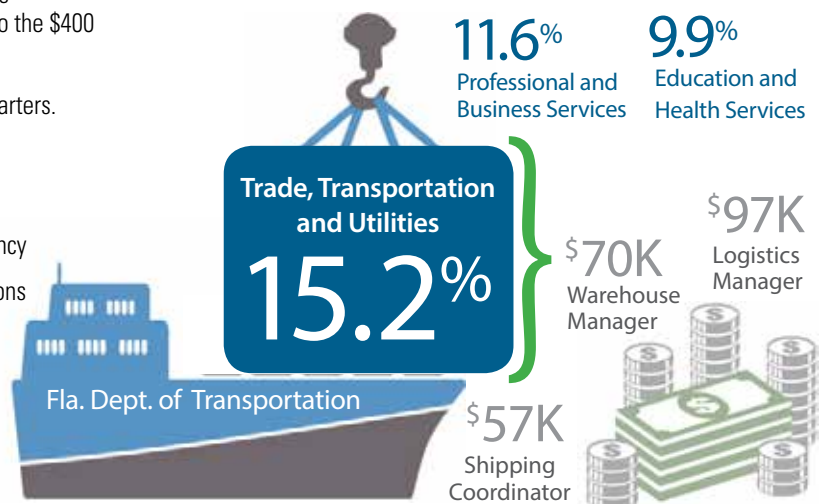 o the $400
arters.
ncy
ons
11.6%
Professional and
Business Services
9.9%
Education and
Health Services
Trade, Transportation
and Utilities
15.2%
$70K
Warehouse
Manager
$97K
Logistics
Manager
$57K
Shipping
Coordinator
Fla. Dept. of Transportation